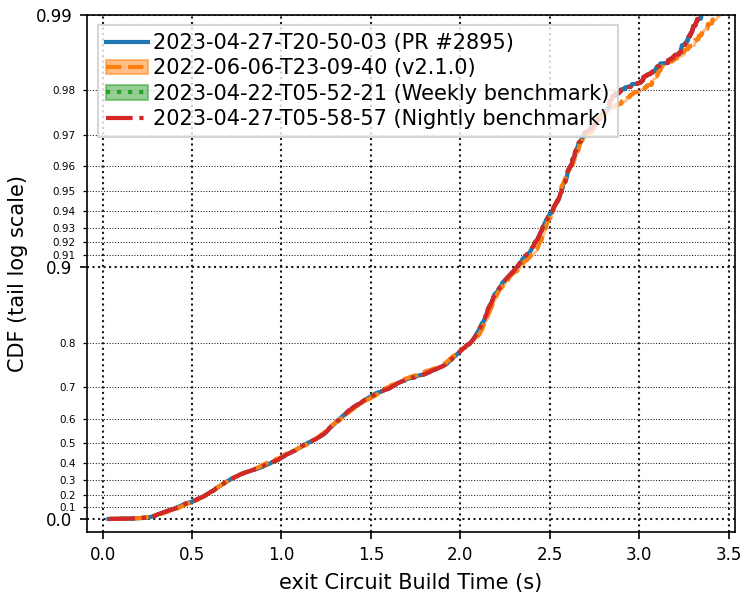 0.99
2023-04-27-T20-50-03 (PR #2895)
2022-06-06-T23-09-40 (v2.1.0)
2023-04-22-T05-52-21 (Weekly benchmark)
2023-04-27-T05-58-57 (Nightly benchmark)
0.98
0.97
0.96
0.95
0.94
0.93
0.92
0.91
0.9
0.8
0.7
0.6
0.5
0.4
0.3
0.2
0.1
0.0
CDF (tail log scale)
0.0 0.5 1.0 1.5 2.0 2.5 3.0 3.5
exit Circuit Build Time (s)